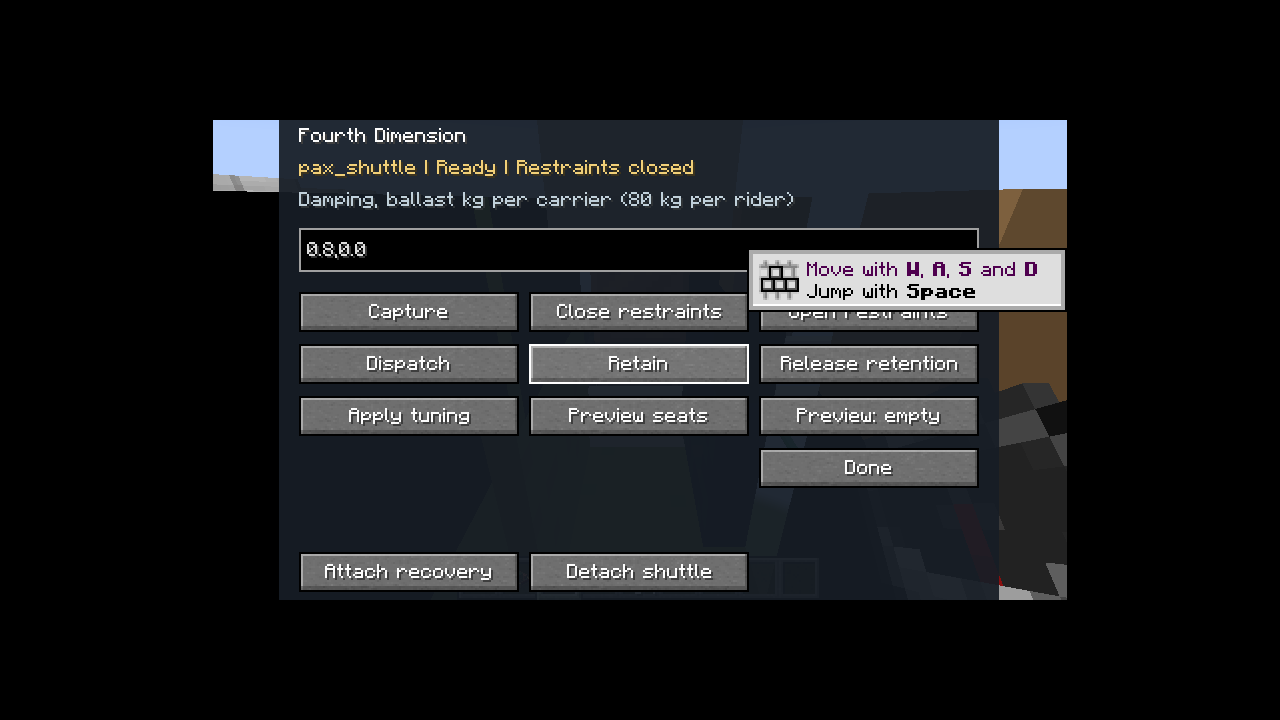 Fourth Dimension
pax_shuttle | Ready | Restraints closed
Damping, ballast kg per carrier (80 kg per rider)
0.8,0.0
Move with W, A, S and D
Jump with Space
Capture
Close restraints
Open restraints
Dispatch
Retain
Release retention
Apply tuning
Preview seats
Preview: empty
Done
Attach recovery
Detach shuttle